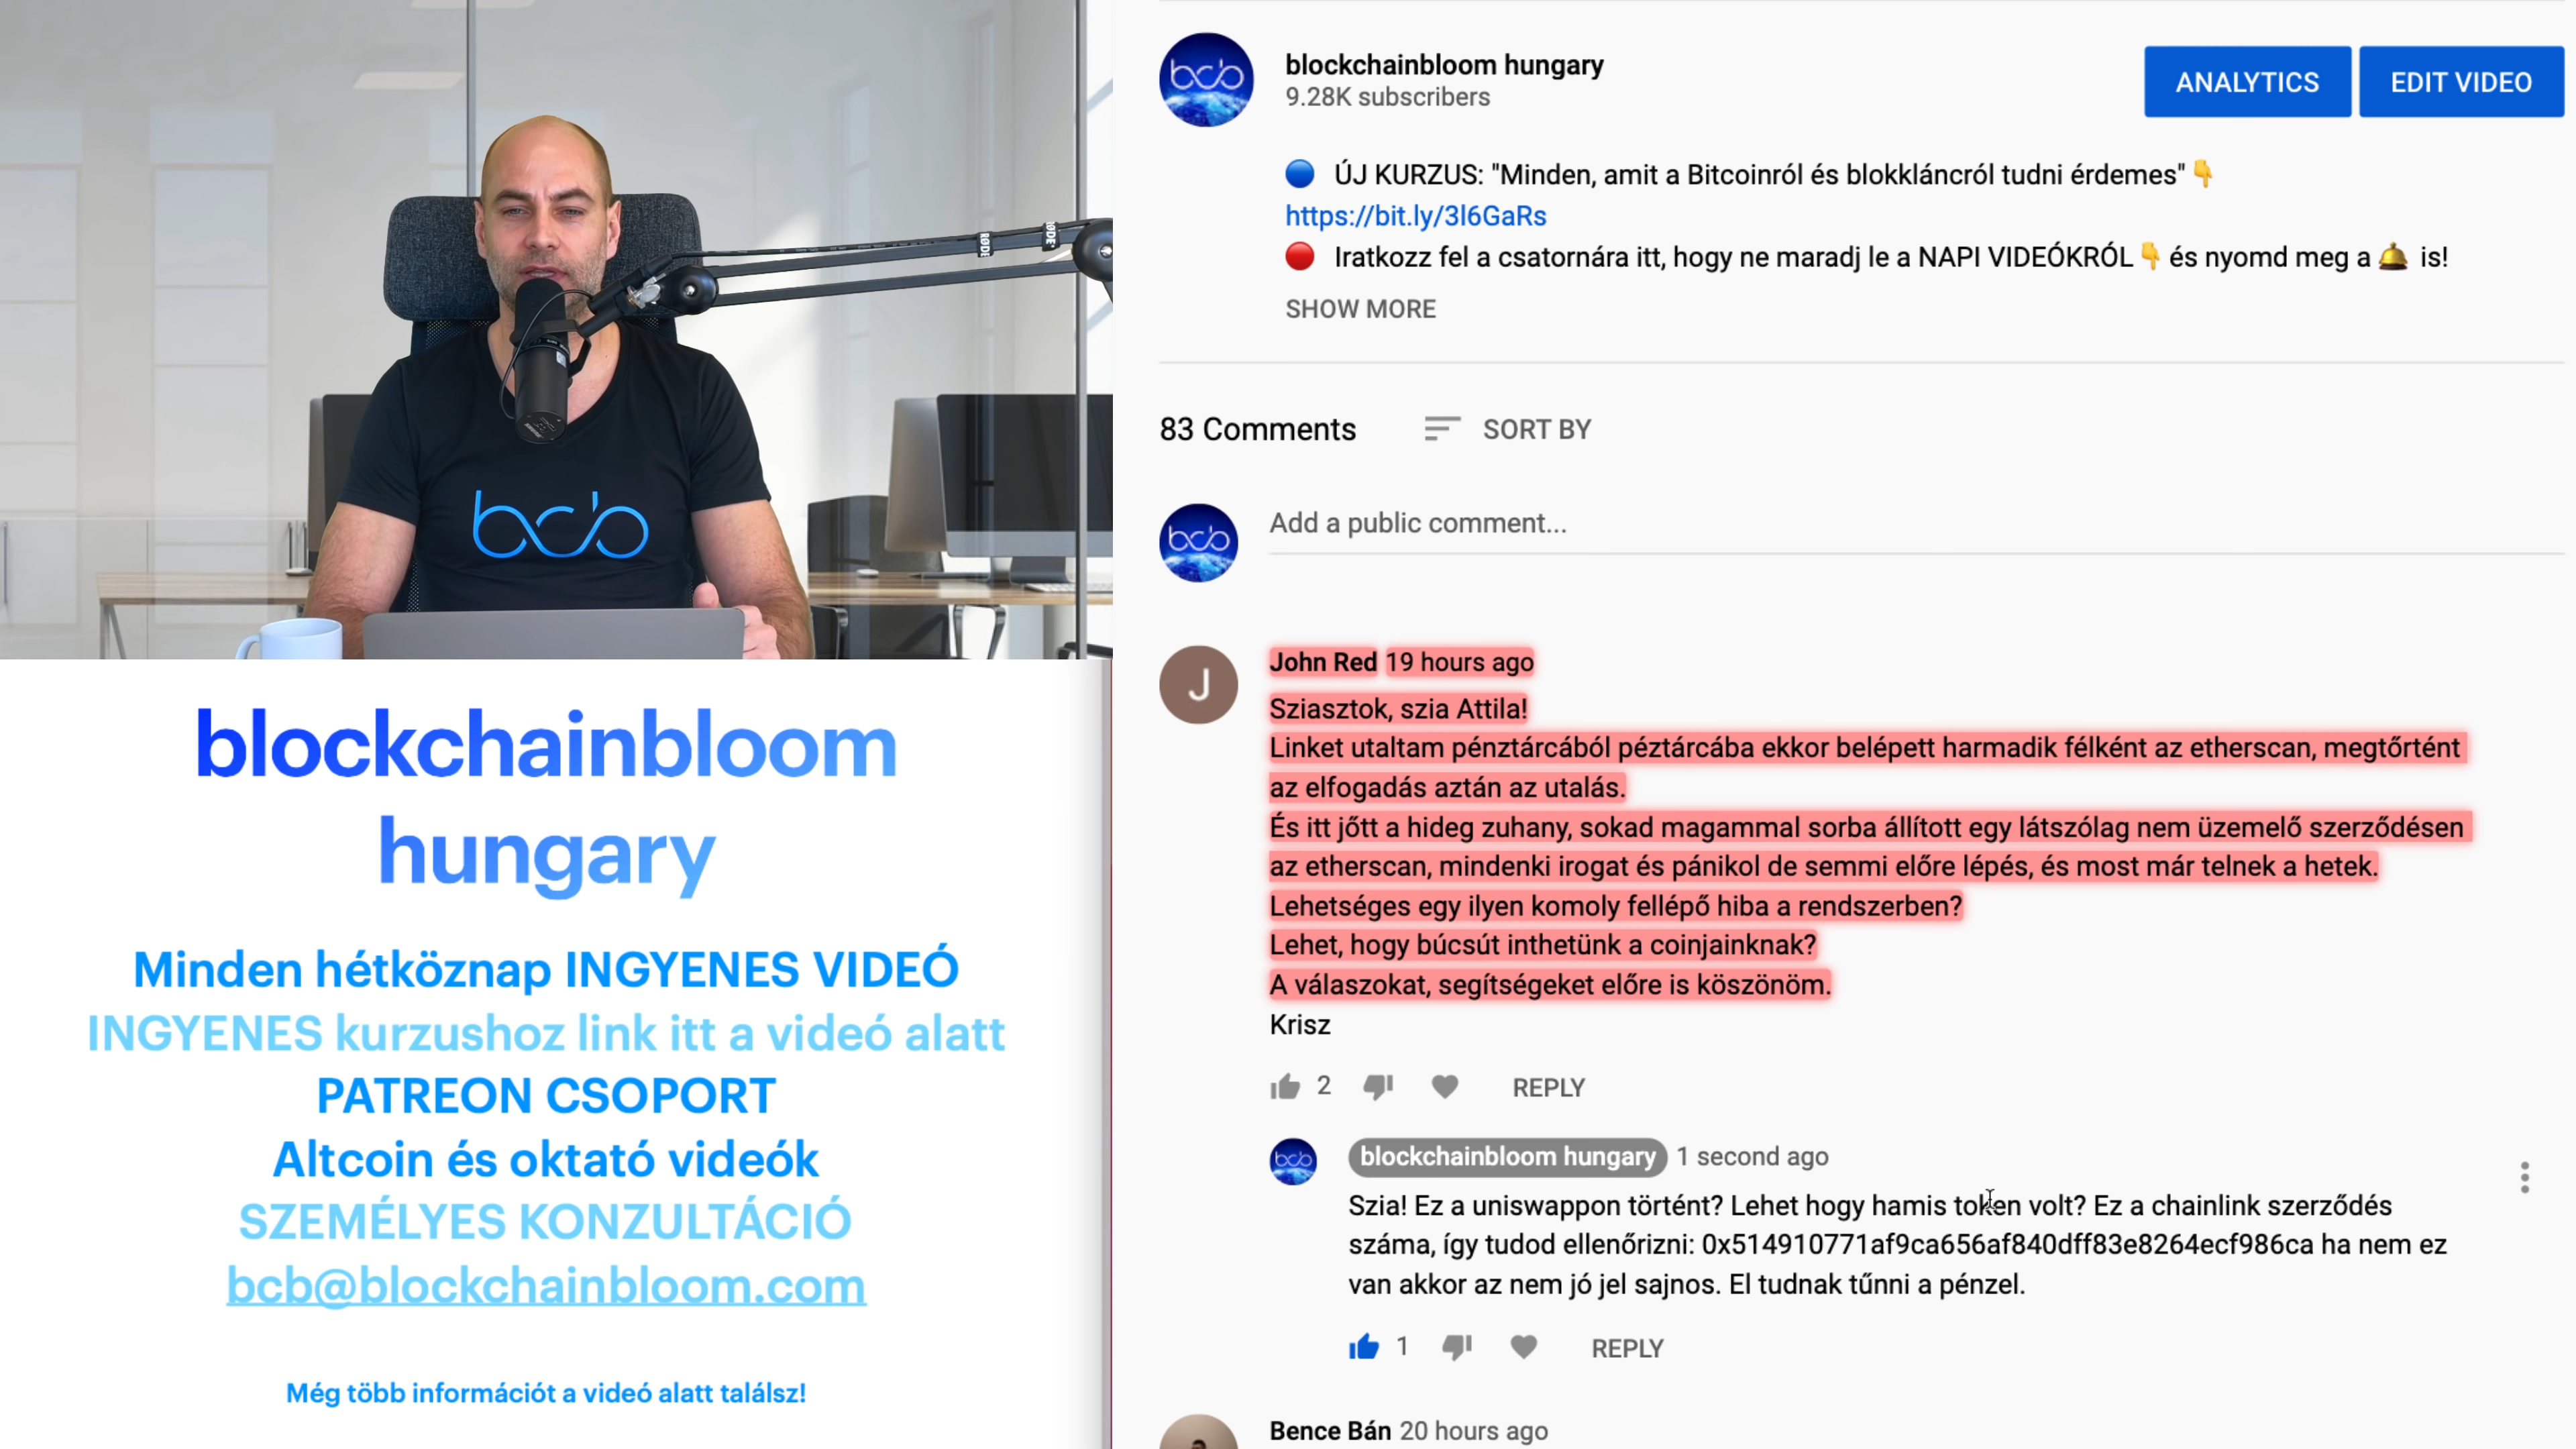 bcb
RØDE
RØDE
blockchainbloom
hungary
Minden hétköznap INGYENES VIDEÓ
INGYENES kurzushoz link itt a videó alatt
PATREON CSOPORT
Altcoin és oktató videók
SZEMÉLYES KONZULTÁCIÓ
bcb@blockchainbloom.com
Még több információt a videó alatt találsz!
bcb
blockchainbloom hungary
9.28K subscribers
ANALYTICS
EDIT VIDEO
ÚJ KURZUS: "Minden, amit a Bitcoinról és blokkláncról tudni érdemes"👇
https://bit.ly/3l6GaRs
Iratkozz fel a csatornára itt, hogy ne maradj le a NAPI VIDEÓKRÓL👇 és nyomd meg a 🔔 is!
SHOW MORE
83 Comments
SORT BY
bcb
Add a public comment...
J
John Red 19 hours ago
Sziasztok, szia Attila!
Linket utaltam pénztárcából péztárcába ekkor belépett harmadik félként az etherscan, megtőrtént
az elfogadás aztán az utalás.
És itt jőtt a hideg zuhany, sokad magammal sorba állított egy látszólag nem üzemelő szerződésen
az etherscan, mindenki irogat és pánikol de semmi előre lépés, és most már telnek a hetek.
Lehetséges egy ilyen komoly fellépő hiba a rendszerben?
Lehet, hogy búcsút inthetünk a coinjainknak?
A válaszokat, segítségeket előre is köszönöm.
Krisz
2
REPLY
bcb
blockchainbloom hungary 1 second ago
Szia! Ez a uniswappon történt? Lehet hogy hamis token volt? Ez a chainlink szerződés
száma, így tudod ellenőrizni: 0x514910771af9ca656af840dff83e8264ecf986ca ha nem ez
van akkor az nem jó jel sajnos. El tudnak tűnni a pénzel.
1
REPLY
Bence Bán 20 hours ago